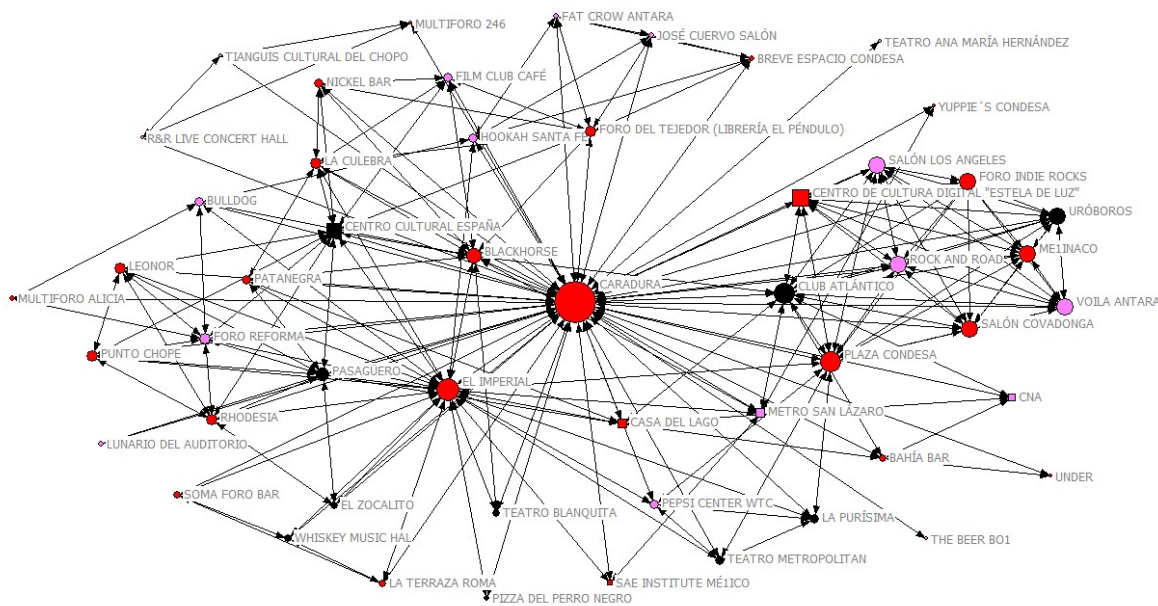 MULTIFORO 246
FAT CROW ANTARA
JOSÉ CUERVO SALÓN
TEATRO ANA MARÍA HERNÁNDEZ
TIANGUIS CULTURAL DEL CHOPO
BREVE ESPACIO CONDESA
NICKEL BAR
FILM CLUB CAFÉ
YUPPIE´S CONDESA
R&R LIVE CONCERT HALL
HOOKAH SANTA FE
FORO DEL TEJEDOR (LIBRERÍA EL PÉNDULO)
LA CULEBRA
SALÓN LOS ANGELES
FORO INDIE ROCKS
CENTRO DE CULTURA DIGITAL "ESTELA DE LUZ"
BULLDOG
URÓBOROS
CENTRO CULTURAL ESPAÑA
BLACKHORSE
ME1INACO
ROCK AND ROAD
LEONOR
PATANEGRA
CARADURA
CLUB ATLÁNTICO
MULTIFORO ALICIA
VOILA ANTARA
SALÓN COVADONGA
FORO REFORMA
PUNTO CHOPE
PLAZA CONDESA
PASAGÜERO
EL IMPERIAL
CNA
METRO SAN LÁZARO
RHODESIA
CASA DEL LAGO
LUNARIO DEL AUDITORIO
BAHÍA BAR
UNDER
SOMA FORO BAR
EL ZOCALITO
TEATRO BLANQUITA
PEPSI CENTER WTC
LA PURÍSIMA
WHISKEY MUSIC HAL
THE BEER BO1
TEATRO METROPOLITAN
LA TERRAZA ROMA
SAE INSTITUTE MÉ1ICO
PIZZA DEL PERRO NEGRO